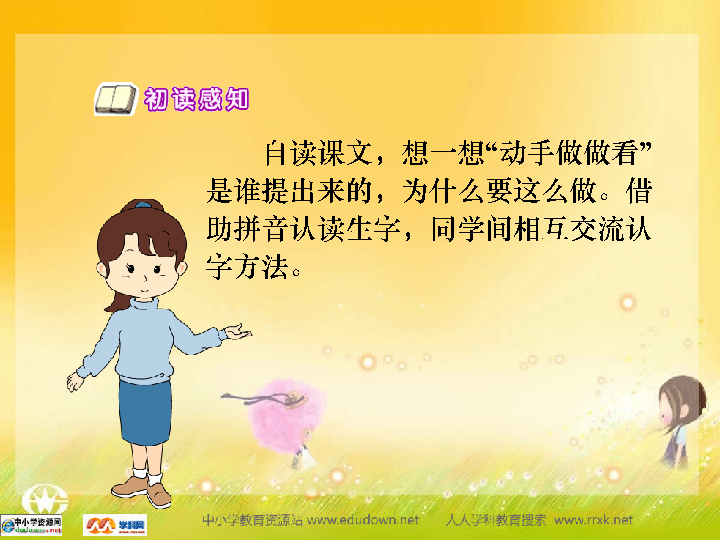 初读感知
自读课文，想一想“动手做做看”
是谁提出来的，为什么要这么做。借
助拼音认读生字，同学间相互交流认
字方法。
中小学资源网
学科网
中小学教育资源站 www.edudown.net 人人学科教育搜索 www.rrxk.net